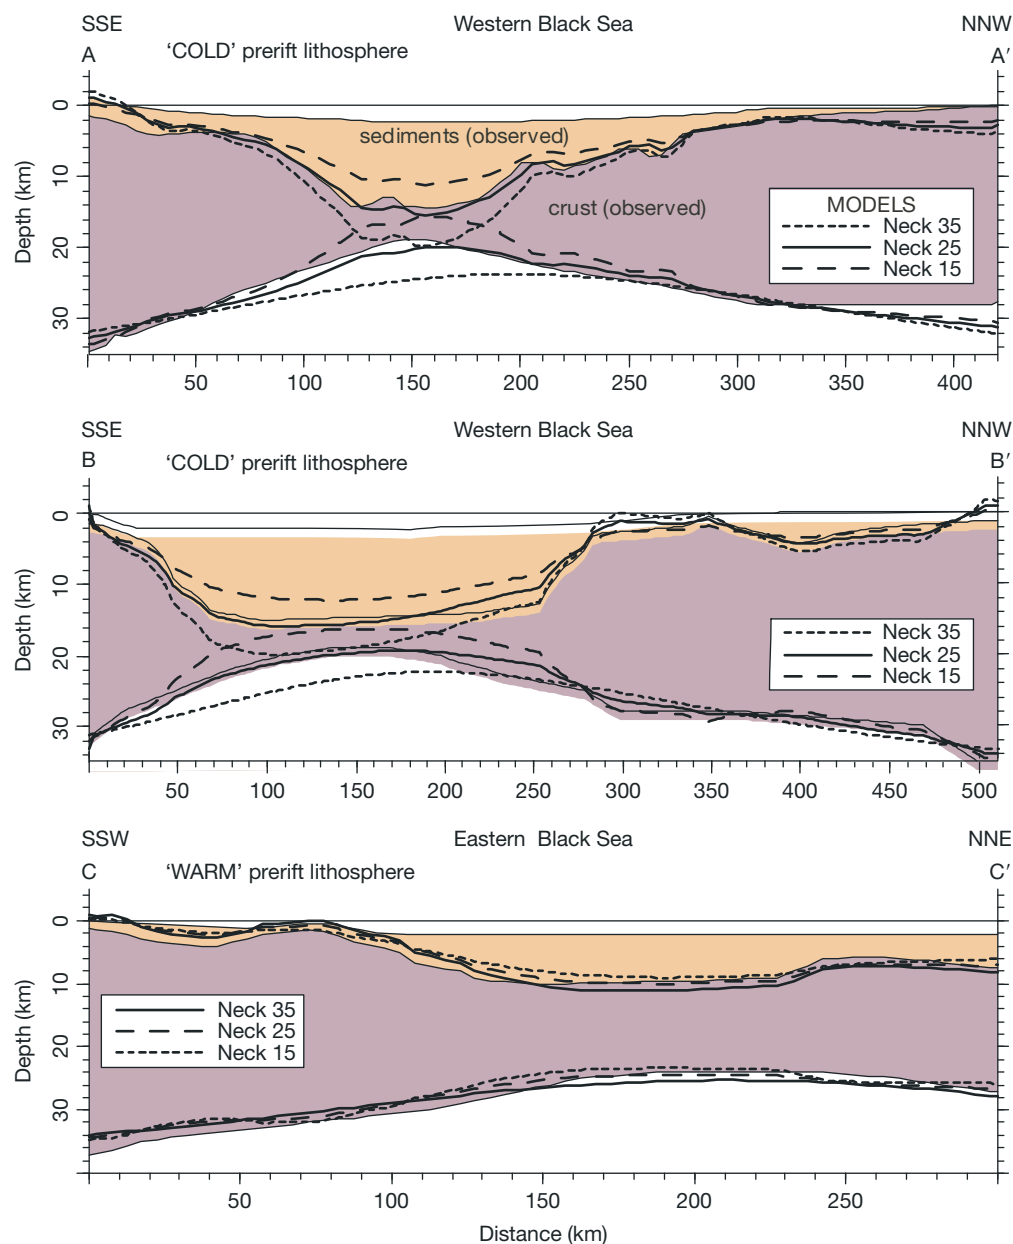 SSE Western Black Sea NNW
A 'COLD' prerift lithosphere A′
0
10
20
30
Depth (km)
sediments (observed)
crust (observed)
MODELS
Neck 35
Neck 25
Neck 15
50 100 150 200 250 300 350 400
SSE Western Black Sea NNW
B 'COLD' prerift lithosphere B′
0
10
20
30
Depth (km)
Neck 35
Neck 25
Neck 15
50 100 150 200 250 300 350 400 450 500
SSW Eastern Black Sea NNE
C 'WARM' prerift lithosphere C′
0
10
20
30
Depth (km)
Neck 35
Neck 25
Neck 15
50 100 150 200 250
Distance (km)